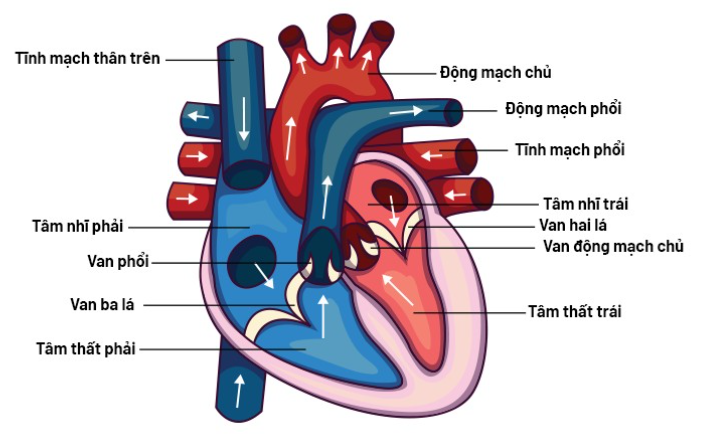 Tĩnh mạch thân trên
Động mạch chủ
Động mạch phổi
Tĩnh mạch phổi
Tâm nhĩ trái
Van hai lá
Van động mạch chủ
Tâm nhĩ phải
Van phổi
Van ba lá
Tâm thất trái
Tâm thất phải